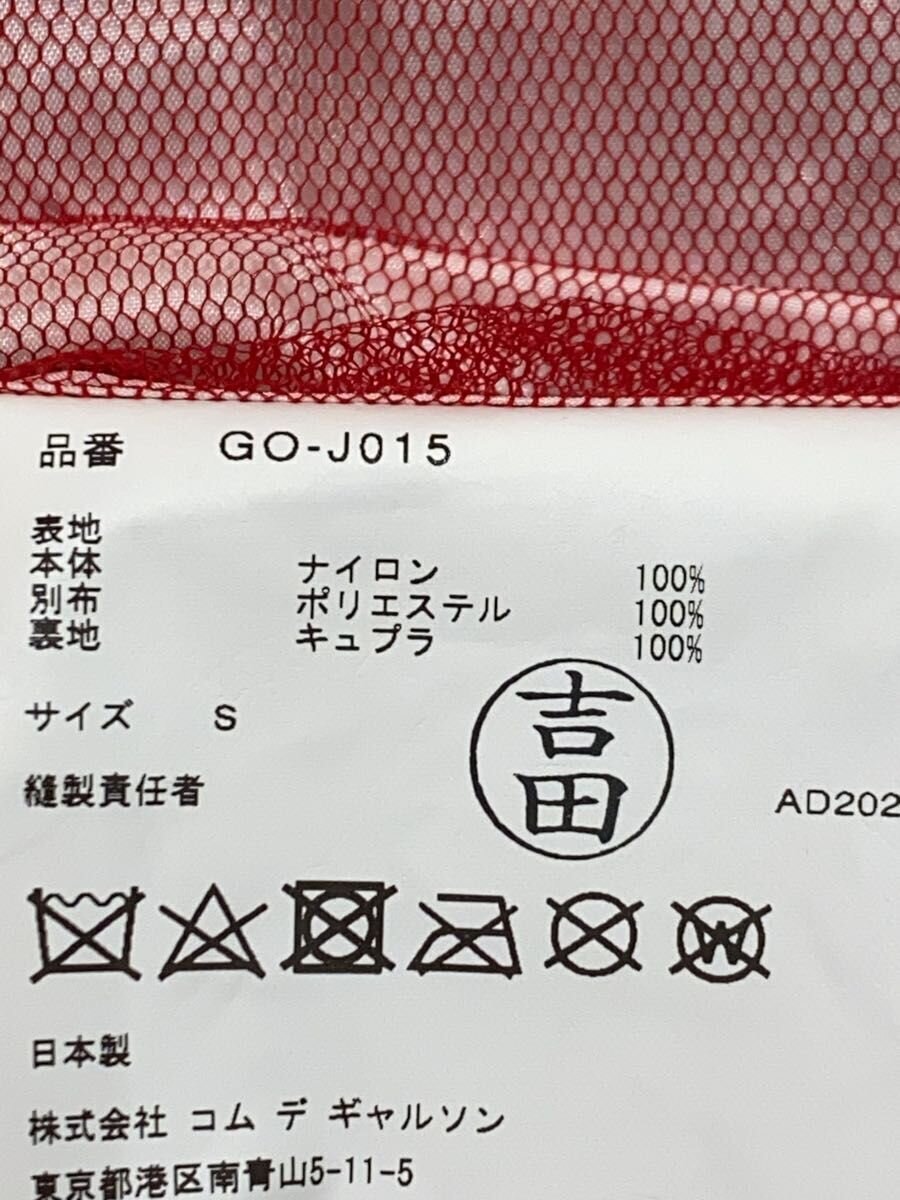 品番 GO-J015
表地
本体 ナイロン 100%
別布 ポリエステル 100%
裏地 キュプラ 100%
サイズ S
吉田
縫製責任者
AD202
W
日本製
株式会社 コム デ ギャルソン
東京都港区南青山5-11-5